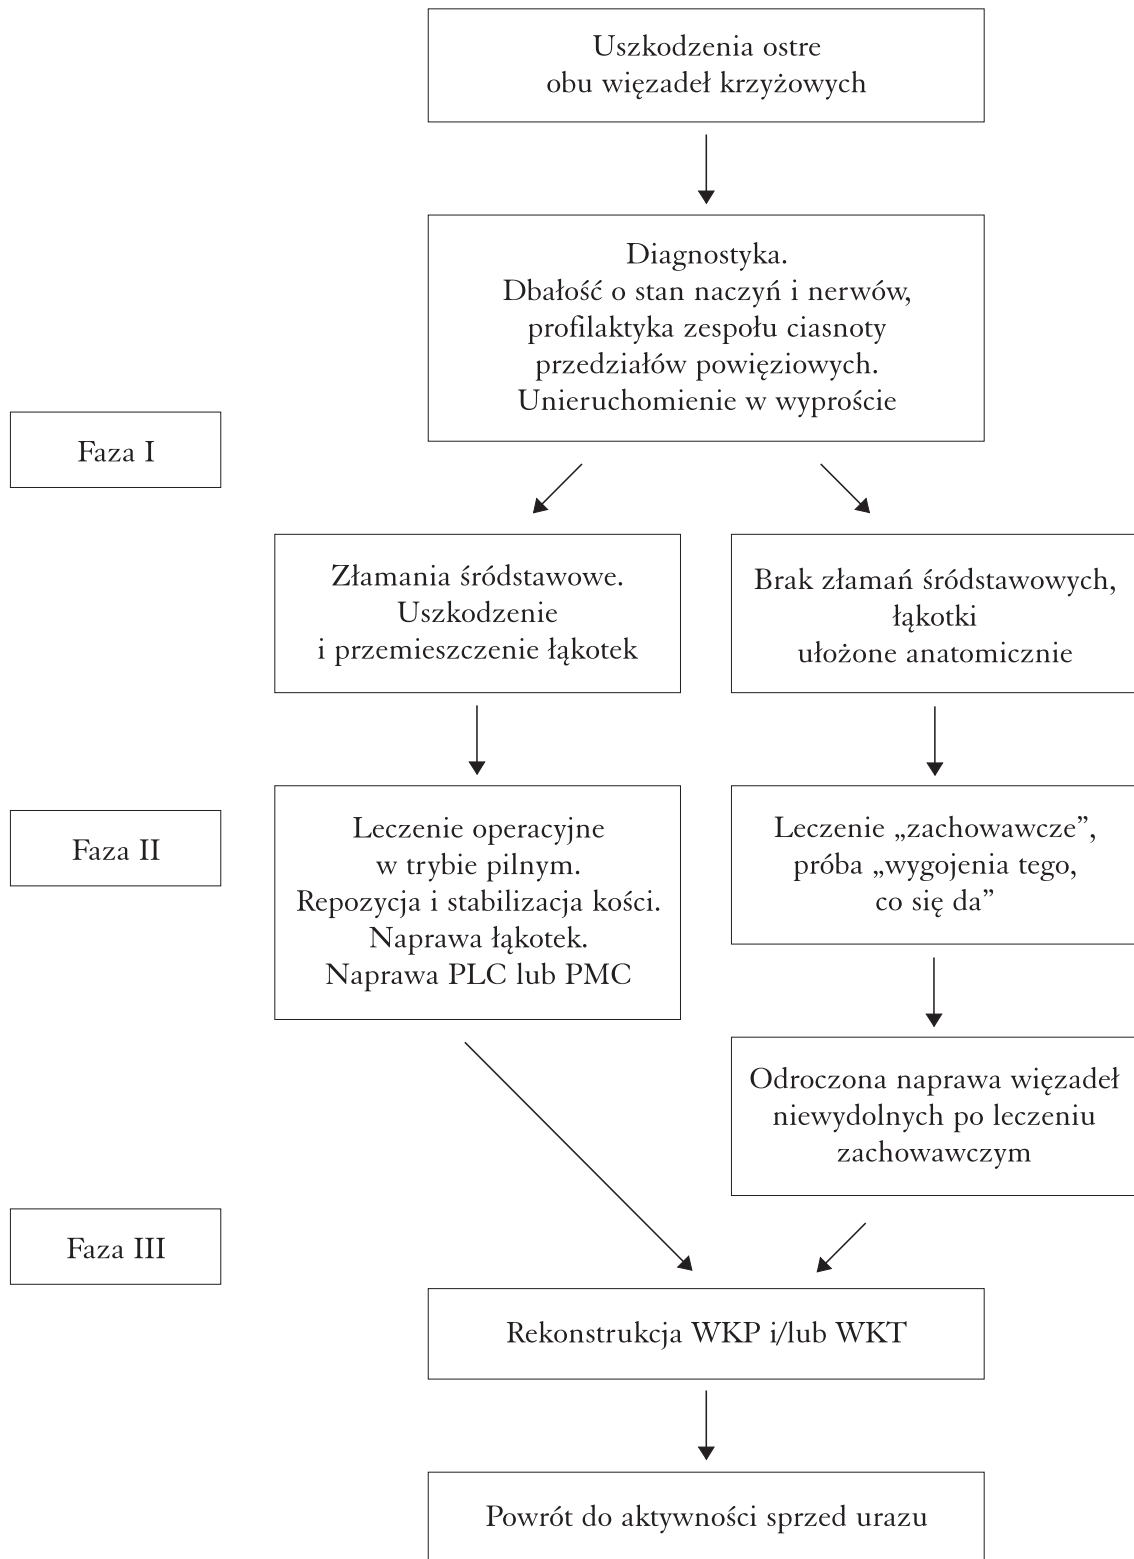 Uszkodzenia ostre
obu więzadeł krzyżowych
Diagnostyka.
Dbałość o stan naczyń i nerwów,
profilaktyka zespołu ciasnoty
przedziałów powięziowych.
Unieruchomienie w wyproście
Faza I
Złamania śródstawowe.
Uszkodzenie
i przemieszczenie łąkotek
Brak złamań śródstawowych,
łąkotki
ułożone anatomicznie
Faza II
Leczenie operacyjne
w trybie pilnym.
Repozycja i stabilizacja kości.
Naprawa łąkotek.
Naprawa PLC lub PMC
Leczenie „zachowawcze”,
próba „wygojenia tego,
co się da”
Odroczona naprawa więzadeł
niewydolnych po leczeniu
zachowawczym
Faza III
Rekonstrukcja WKP i/lub WKT
Powrót do aktywności sprzed urazu